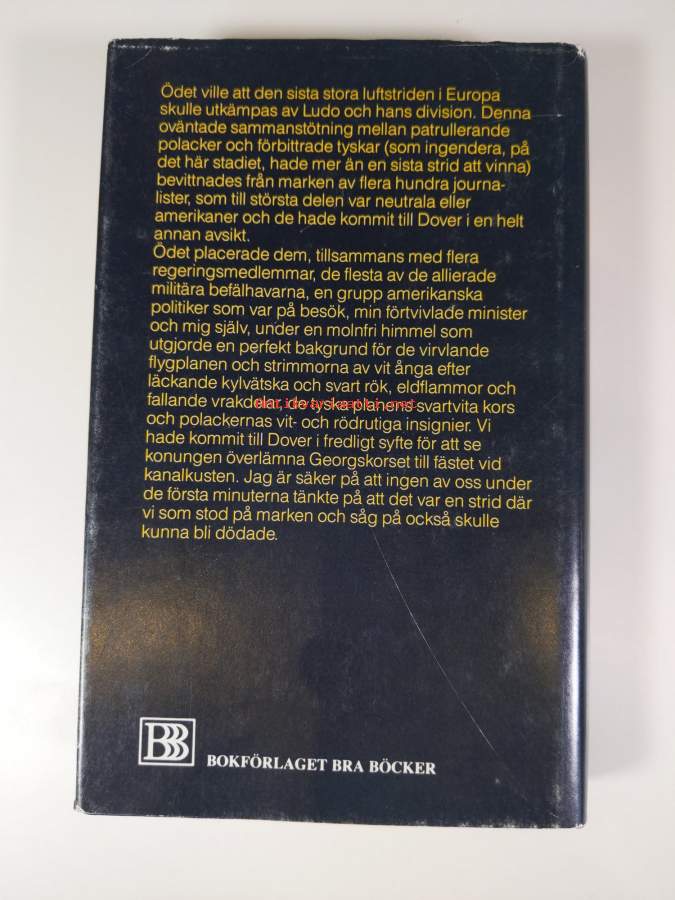 Ödet ville att den sista stora luftstriden i Europa
skulle utkämpas av Ludo och hans division. Denna
oväntade sammanstötning mellan patrullerande
polacker och förbittrade tyskar (som ingendera, på
det här stadiet, hade mer än en sista strid att vinna)
bevittnades från marken av flera hundra journa-
lister, som till största delen var neutrala eller
amerikaner och de hade kommit till Dover i en helt
annan avsikt.
Ödet placerade dem, tillsammans med flera
regeringsmedlemmar, de flesta av de allierade
militära befälhavarna, en grupp amerikanska
politiker som var på besök, min förtvivlade minister
och mig själv, under en molnfri himmel som
utgjorde en perfekt bakgrund för de virvlande
flygplanen och strimmorna av vit ånga efter
läckande kylvätska och svart rök, eldflammor och
fallande vrakdelar, de tyska planens svartvita kors
och polackernas vit- och rödrutiga insignier. Vi
hade kommit till Dover i fredligt syfte för att se
konungen överlämna Georgskorset till fästet vid
kanalkusten. Jag är säker på att ingen av oss under
de första minuterna tänkte på att det var en strid där
vi som stod på marken och såg på också skulle
kunna bli dödade.
BBB
BOKFÖRLAGET BRA BÖCKER